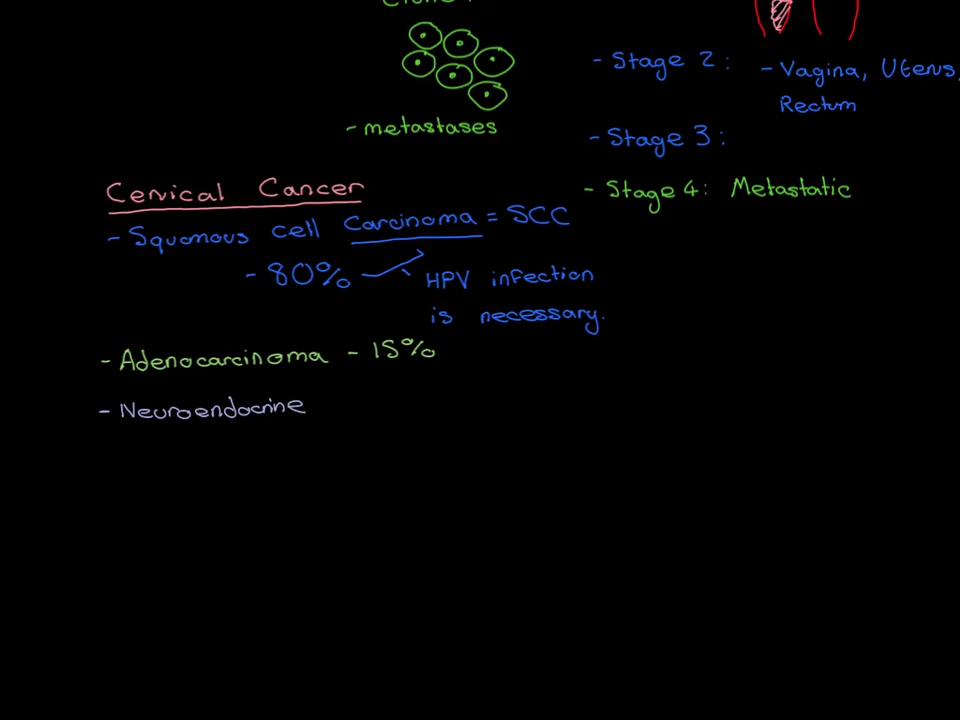 - metastases
- Stage 2 : - Vagina, Uterus,
Rectum
- Stage 3 :
- Stage 4 : Metastatic
Cervical Cancer
- Squamous cell Carcinoma = SCC
- 80%
HPV infection
is necessary.
- Adenocarcinoma - 15%
- Neuroendocrine